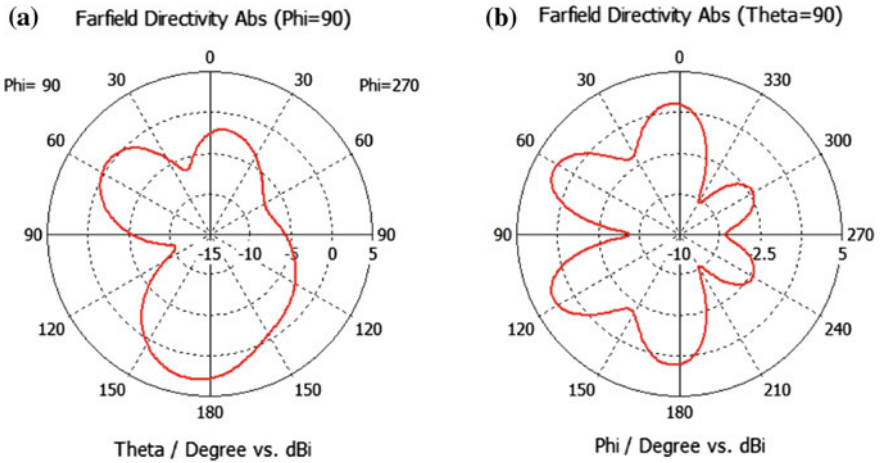 (a) Farfield Directivity Abs (Phi=90)
0
30 30
Phi= 90 Phi=270
60 60
90 -15 -10 -5 0 5 90
120 120
150 150
180
Theta / Degree vs. dBi
(b) Farfield Directivity Abs (Theta=90)
0
30 330
60 300
90 -10 -2.5 5 270
120 240
150 210
180
Phi / Degree vs. dBi